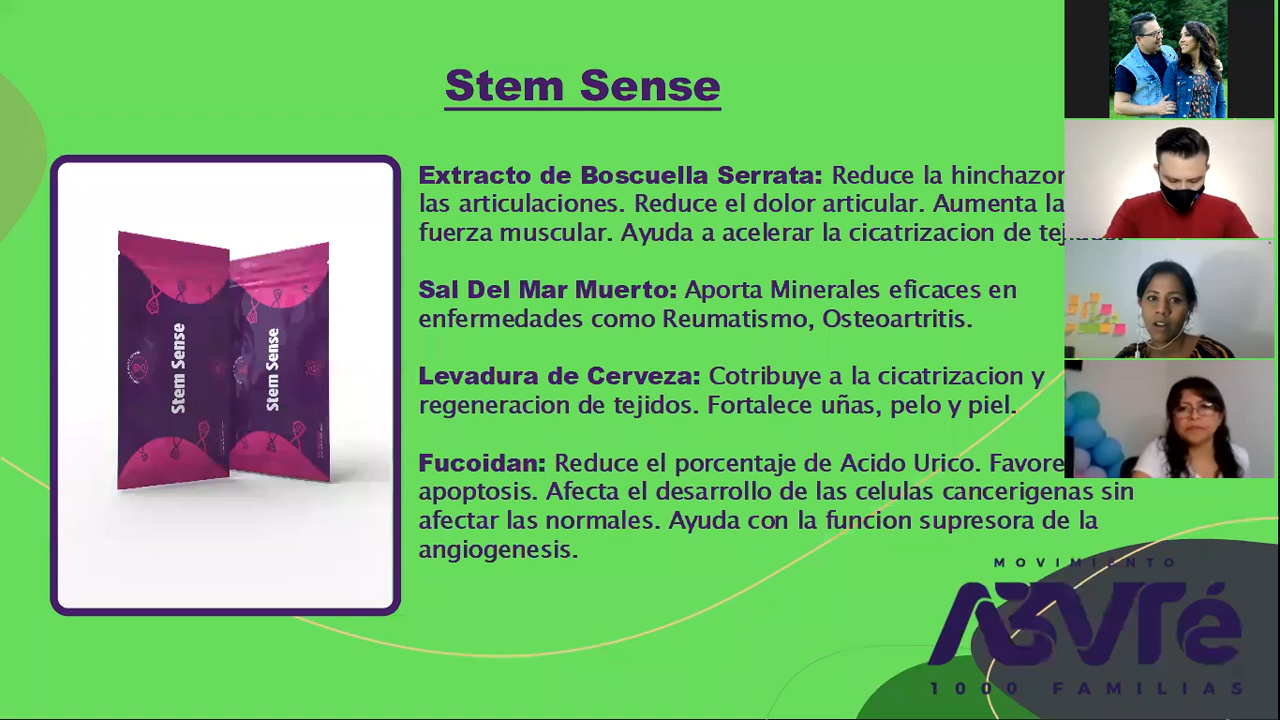 Stem Sense
Extracto de Boscuella Serrata: Reduce la hinchazon
las articulaciones. Reduce el dolor articular. Aumenta la
fuerza muscular. Ayuda a acelerar la cicatrizacion de
Sal Del Mar Muerto: Aporta Minerales eficaces en
enfermedades como Reumatismo, Osteoartritis.
Levadura de Cerveza: Cotribuye a la cicatrizacion y
regeneracion de tejidos. Fortalece uñas, pelo y piel.
Fucoidan: Reduce el porcentaje de Acido Urico.
apoptosis. Afecta el desarrollo de las celulas cancerigenas sin
afectar las normales. Ayuda con la funcion supresora de la
angiogenesis.
Stem Sense
Stem Sense
MOVIMIENTO
1000 FAMILIAS